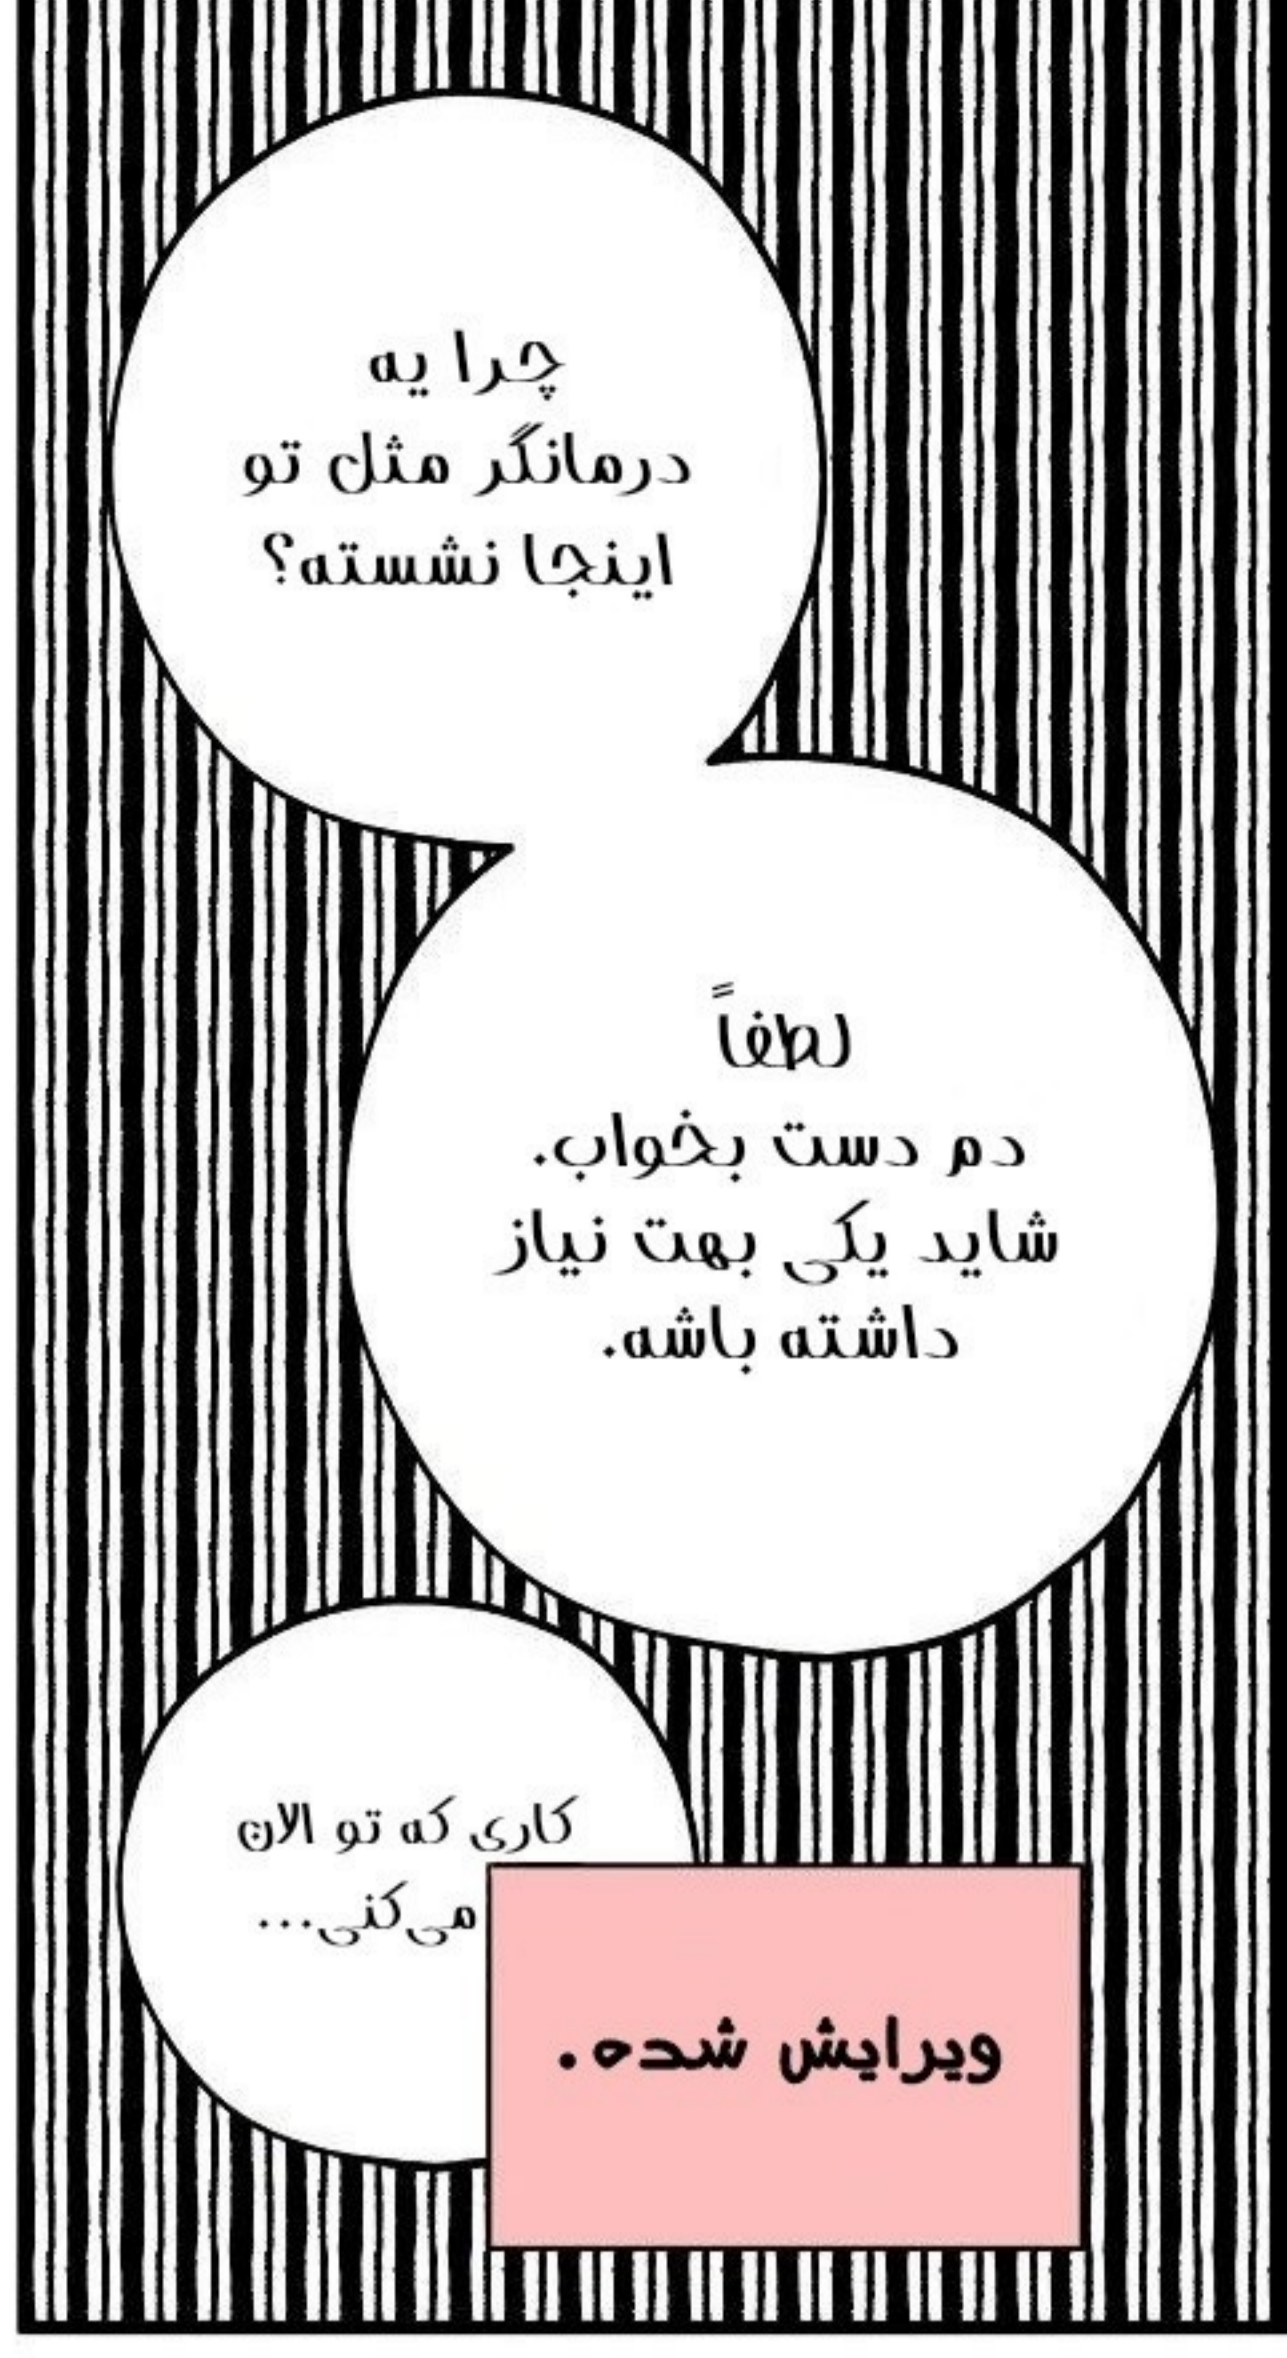 چرا یه
درمانگر مثل تو
اینجا نشسته؟
لطفاً
دم دست بخواب.
شاید یکی بهت نیاز
داشته باشه.
کاری که تو الان
می‌کنی...
ویرایش شده.